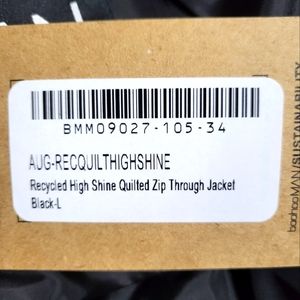 BMM09027-105-34
AUG-RECQUILTHIGHSHINE
Recycled High Shine Quilted Zip Through Jacket
Black-L
boohooMAN/SUSTAINABILITY